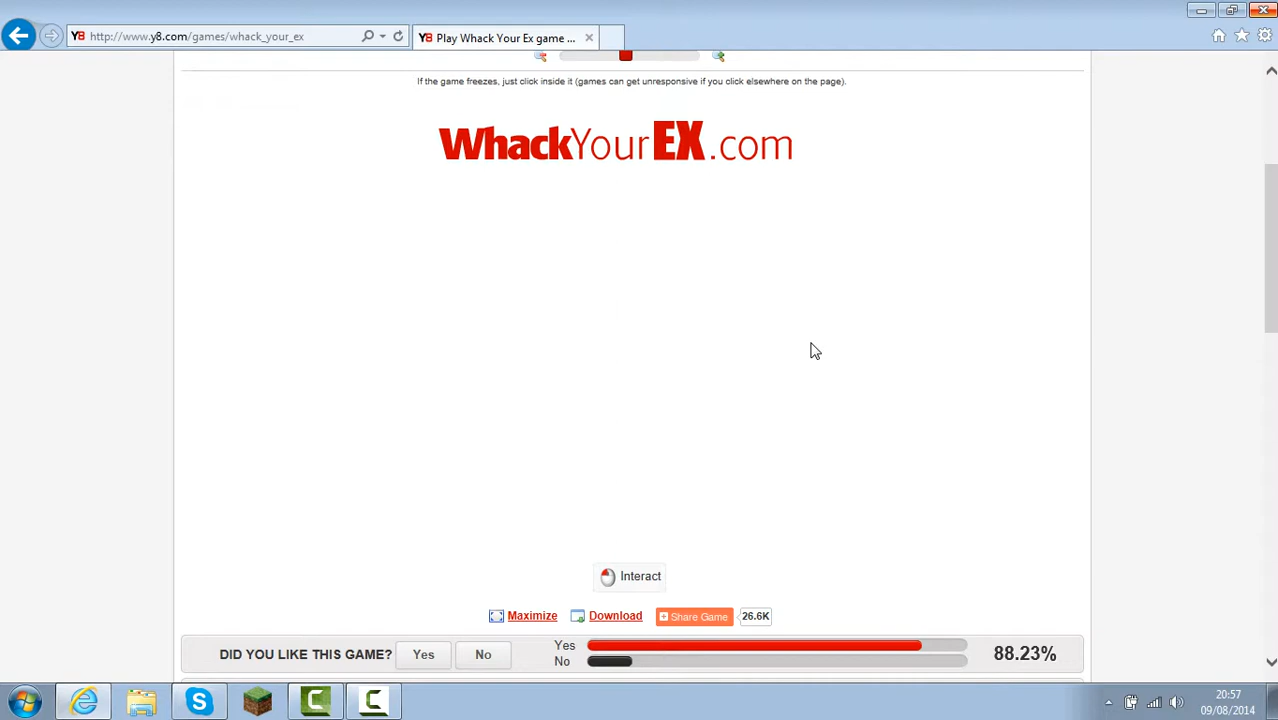 http://www.y8.com/games/whack_your_ex
Y8 Play Whack Your Ex game ...
If the game freezes, just click inside it (games can get unresponsive if you click elsewhere on the page).
WhackYourEX.com
Interact
Maximize
Download
Share Game
26.6K
DID YOU LIKE THIS GAME?
Yes
No
Yes
No
88.23%
20:57
09/08/2014